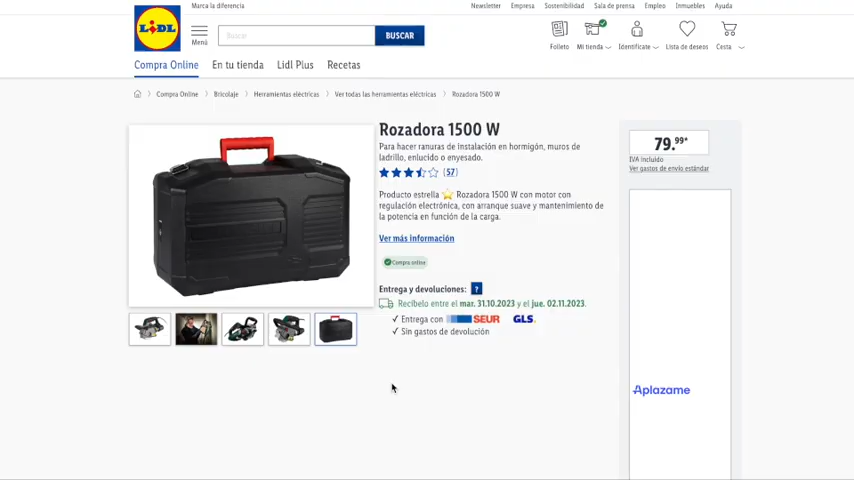 Marca la diferencia
Newsletter Empresa Sostenibilidad Sala de prensa Empleo Inmuebles Ayuda
LIDL
Menú
Buscar
BUSCAR
Folleto
Mi tienda
Identifícate
Lista de deseos
Cesta
Compra Online
En tu tienda
Lidl Plus
Recetas
Compra Online
Bricolaje
Herramientas eléctricas
Ver todas las herramientas eléctricas
Rozadora 1500 W
Rozadora 1500 W
Para hacer ranuras de instalación en hormigón, muros de
ladrillo, enlucido o enyesado.
(57)
Producto estrella ⭐ Rozadora 1500 W con motor con
regulación electrónica, con arranque suave y mantenimiento de
la potencia en función de la carga.
Ver más información
Compra online
Entrega y devoluciones: ?
Recíbelo entre el mar. 31.10.2023 y el jue. 02.11.2023.
✓ Entrega con SEUR GLS.
✓ Sin gastos de devolución
79.99*
IVA incluido
Ver gastos de envío estándar
Aplazame